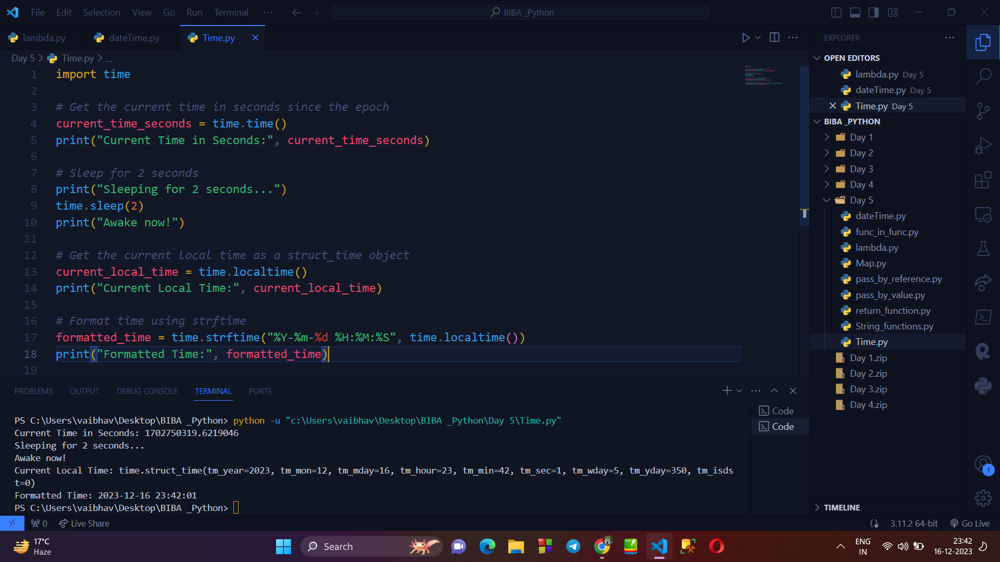 File Edit Selection View Go Run Terminal ··· BIBA _Python
lambda.py dateTime.py Time.py
Day 5 > Time.py > ...
1 import time
2
3 # Get the current time in seconds since the epoch
4 current_time_seconds = time.time()
5 print("Current Time in Seconds:", current_time_seconds)
6
7 # Sleep for 2 seconds
8 print("Sleeping for 2 seconds...")
9 time.sleep(2)
10 print("Awake now!")
11
12 # Get the current local time as a struct_time object
13 current_local_time = time.localtime()
14 print("Current Local Time:", current_local_time)
15
16 # Format time using strftime
17 formatted_time = time.strftime("%Y-%m-%d %H:%M:%S", time.localtime())
18 print("Formatted Time:", formatted_time)
19
PROBLEMS OUTPUT DEBUG CONSOLE TERMINAL PORTS
PS C:\Users\vaibhav\Desktop\BIBA _Python> python -u "c:\Users\vaibhav\Desktop\BIBA _Python\Day 5\Time.py"
Current Time in Seconds: 1702750319.6219046
Sleeping for 2 seconds...
Awake now!
Current Local Time: time.struct_time(tm_year=2023, tm_mon=12, tm_mday=16, tm_hour=23, tm_min=42, tm_sec=1, tm_wday=5, tm_yday=350, tm_isds
t=0)
Formatted Time: 2023-12-16 23:42:01
PS C:\Users\vaibhav\Desktop\BIBA _Python>
Code
Code
EXPLORER
OPEN EDITORS
lambda.py Day 5
dateTime.py Day 5
Time.py Day 5
BIBA _PYTHON
Day 1
Day 2
Day 3
Day 4
Day 5
dateTime.py
func_in_func.py
lambda.py
Map.py
pass_by_reference.py
pass_by_value.py
return_function.py
String_functions.py
Time.py
Day 1.zip
Day 2.zip
Day 3.zip
Day 4.zip
TIMELINE
1
0 Live Share 3.11.2 64-bit Go Live
17°C
Haze
Search
ENG
IN
23:42
16-12-2023